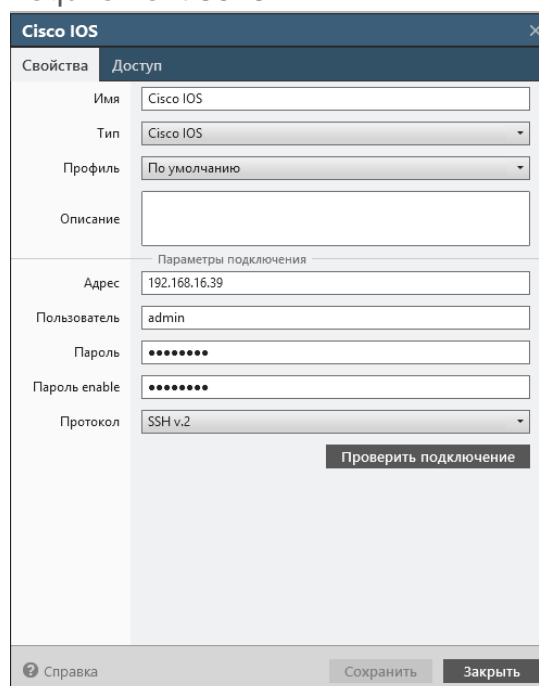 Cisco IOS
Свойства Доступ
Имя Cisco IOS
Тип Cisco IOS
Профиль По умолчанию
Описание
Параметры подключения
Адрес 192.168.16.39
Пользователь admin
Пароль ●●●●●●●●
Пароль enable ●●●●●●●●
Протокол SSH v.2
Проверить подключение
Справка Сохранить Закрыть